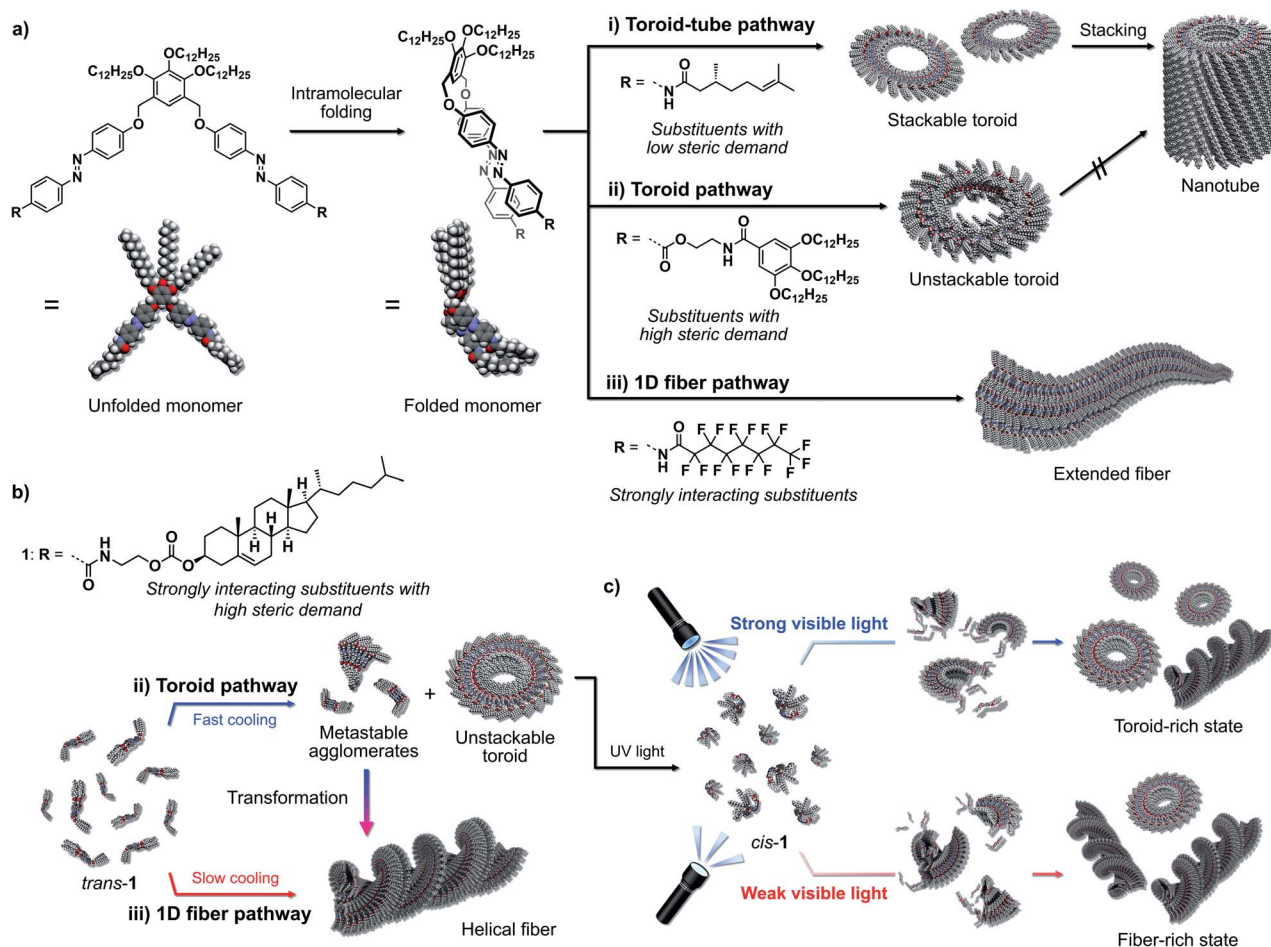 a)
OC₁₂H₂₅
C₁₂H₂₅O
OC₁₂H₂₅
O
O
N
N
N
N
R
R
Intramolecular
folding
OC₁₂H₂₅
C₁₂H₂₅O
OC₁₂H₂₅
O
O
N
N
N
N
R
R
=
Unfolded monomer
=
Folded monomer
i) Toroid-tube pathway
R =
O
N
H
Substituents with
low steric demand
Stackable toroid
Stacking
Nanotube
ii) Toroid pathway
R =
O
O
N
H
O
OC₁₂H₂₅
OC₁₂H₂₅
OC₁₂H₂₅
Substituents with
high steric demand
Unstackable toroid
iii) 1D fiber pathway
R =
O
N
H
F F F F F F
F
F
F
F F F F F F
Strongly interacting substituents
Extended fiber
b)
1: R =
O
H
N
O
O
O
H
H
H
H
Strongly interacting substituents with
high steric demand
ii) Toroid pathway
Fast cooling
Metastable
agglomerates
+
Unstackable
toroid
Transformation
trans-1
Slow cooling
iii) 1D fiber pathway
Helical fiber
UV light
c)
Strong visible light
Toroid-rich state
cis-1
Weak visible light
Fiber-rich state